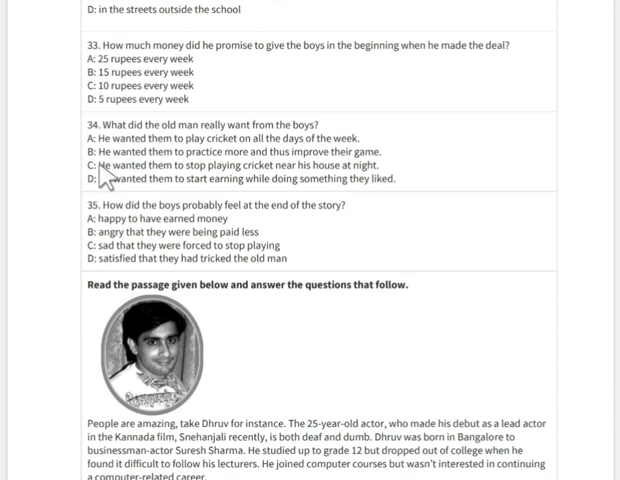 D: in the streets outside the school
33. How much money did he promise to give the boys in the beginning when he made the deal?
A: 25 rupees every week
B: 15 rupees every week
C: 10 rupees every week
D: 5 rupees every week
34. What did the old man really want from the boys?
A: He wanted them to play cricket on all the days of the week.
B: He wanted them to practice more and thus improve their game.
C: He wanted them to stop playing cricket near his house at night.
D: wanted them to start earning while doing something they liked.
35. How did the boys probably feel at the end of the story?
A: happy to have earned money
B: angry that they were being paid less
C: sad that they were forced to stop playing
D: satisfied that they had tricked the old man
Read the passage given below and answer the questions that follow.
People are amazing, take Dhruv for instance. The 25-year-old actor, who made his debut as a lead actor
in the Kannada film, Snehanjali recently, is both deaf and dumb. Dhruv was born in Bangalore to
businessman-actor Suresh Sharma. He studied up to grade 12 but dropped out of college when he
found it difficult to follow his lecturers. He joined computer courses but wasn't interested in continuing
a computer-related career.